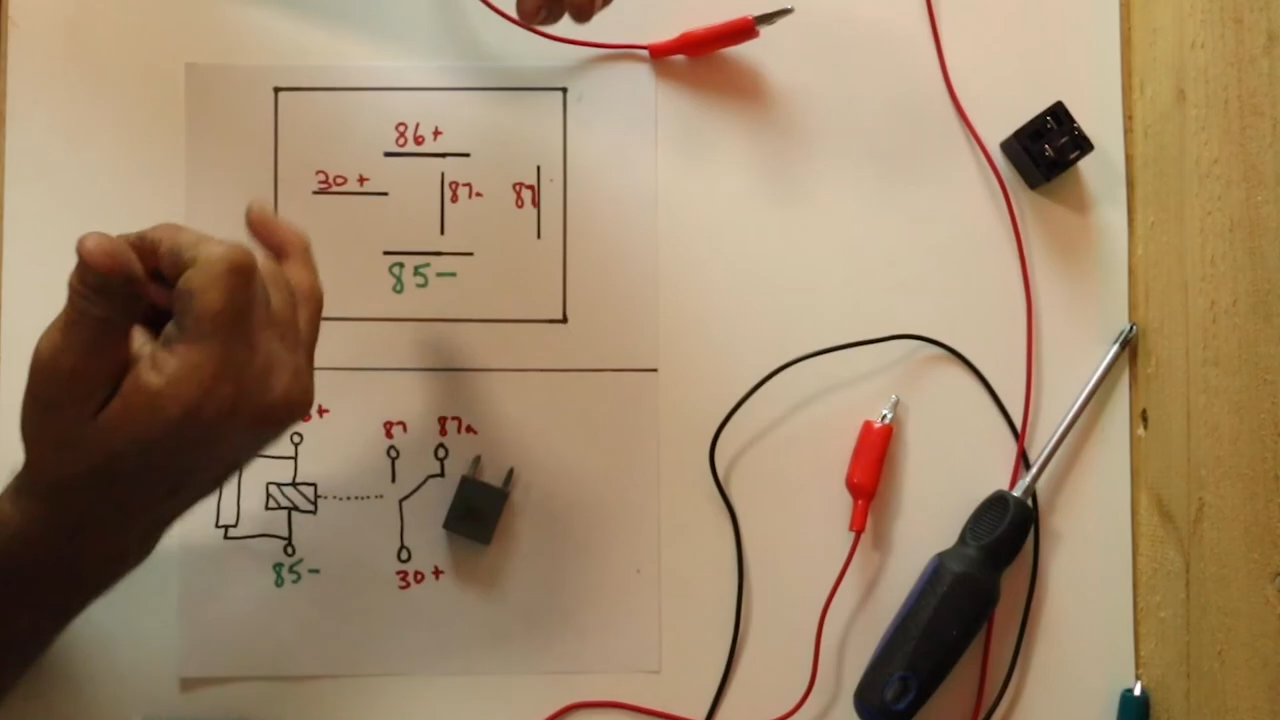 86+
30+ 87a 87
85-
87 87a
85- 30+